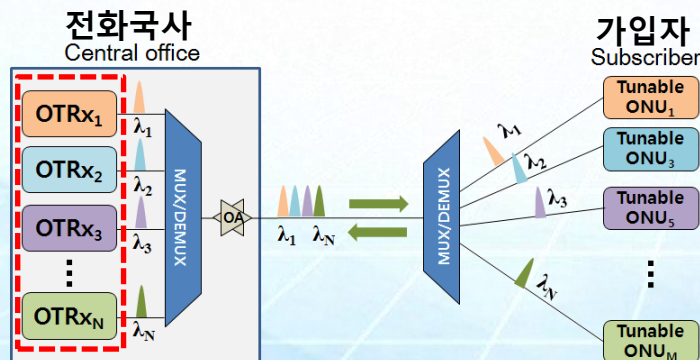 전화국사
Central office
가입자
Subscriber
OTRx1
λ1
OTRx2
λ2
OTRx3
λ3
OTRxN
λN
MUX/DEMUX
OA
λ1 λN
MUX/DEMUX
λ1
λ2
λ3
λN
Tunable
ONU1
Tunable
ONU3
Tunable
ONU5
Tunable
ONUM